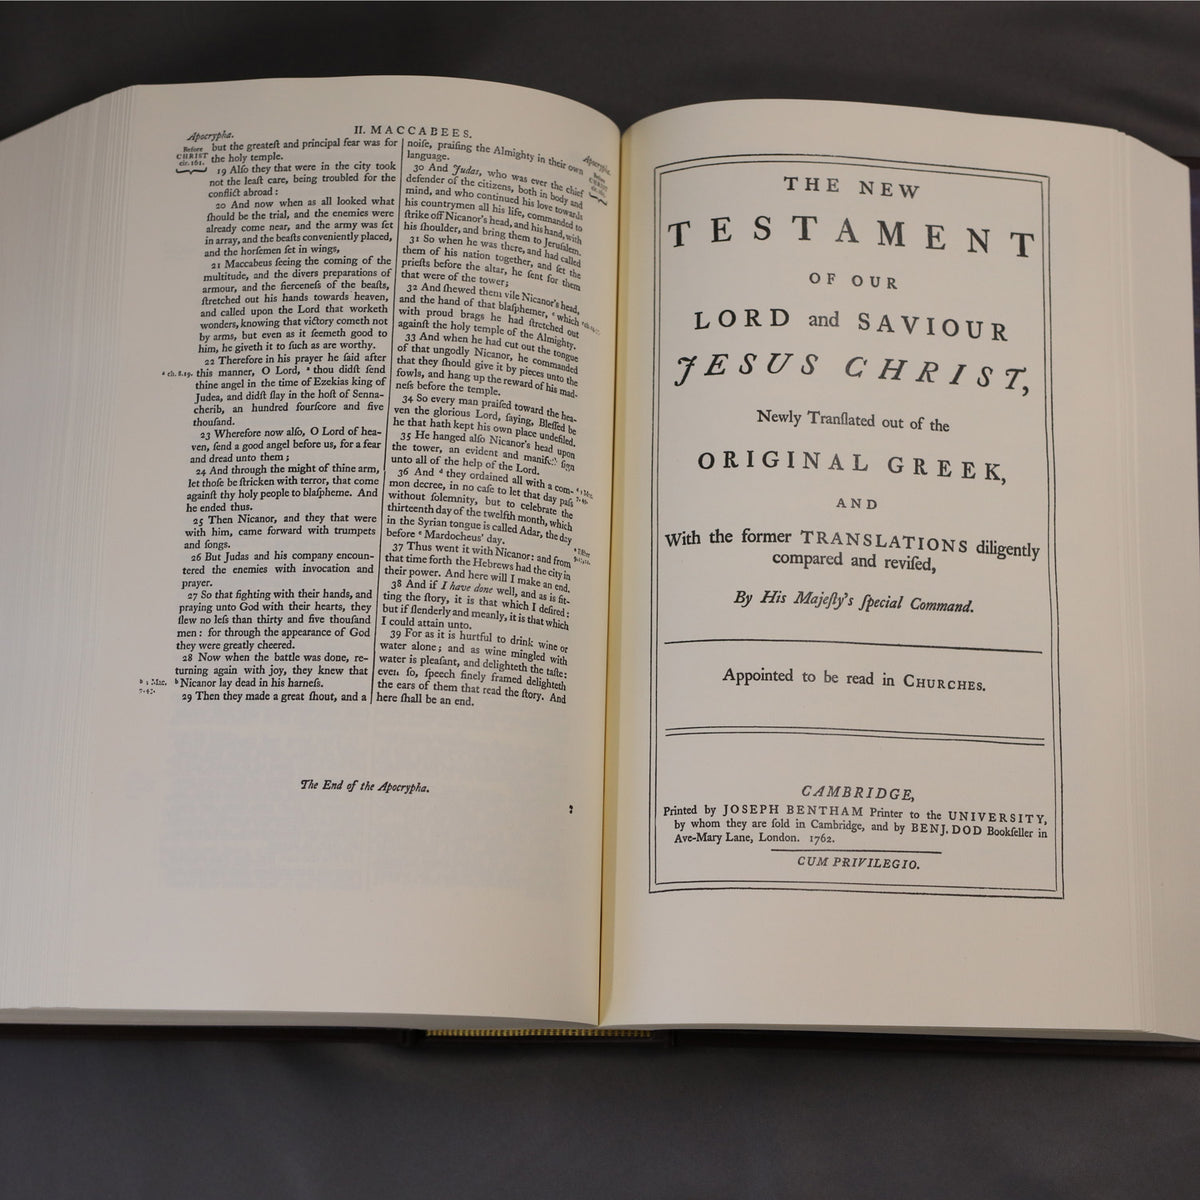 Apocrypha.
II. MACCABEES.
Apocrypha.
Before
CHRIST
cir. 161.
but the greateſt and principal fear was for
the holy temple.
19 Alſo they that were in the city took
not the leaſt care, being troubled for the
conflict abroad :
20 And now when as all looked what
ſhould be the trial, and the enemies were
already come near, and the army was ſet
in array, and the beaſts conveniently placed,
and the horſemen ſet in wings,
21 Maccabeus ſeeing the coming of the
multitude, and the divers preparations of
armour, and the fierceneſs of the beaſts,
ſtretched out his hands towards heaven,
and called upon the Lord that worketh
wonders, knowing that victory cometh not
by arms, but even as it ſeemeth good to
him, he giveth it to ſuch as are worthy.
22 Therefore in his prayer he ſaid after
ᵃ ch. 8.19. this manner, O Lord, ᵃ thou didſt ſend
thine angel in the time of Ezekias king of
Judea, and didſt ſlay in the hoſt of Senna-
cherib, an hundred fourſcore and five
thouſand.
23 Wherefore now alſo, O Lord of hea-
ven, ſend a good angel before us, for a fear
and dread unto them ;
24 And through the might of thine arm,
let thoſe be ſtricken with terror, that come
againſt thy holy people to blaſpheme. And
he ended thus.
25 Then Nicanor, and they that were
with him, came forward with trumpets
and ſongs.
26 But Judas and his company encoun-
tered the enemies with invocation and
prayer.
27 So that fighting with their hands, and
praying unto God with their hearts, they
ſlew no leſs than thirty and five thouſand
men : for through the appearance of God
they were greatly cheered.
28 Now when the battle was done, re-
turning again with joy, they knew that
ᵇ Nicanor lay dead in his harneſs.
29 Then they made a great ſhout, and a
noiſe, praiſing the Almighty in their own
language.
30 And Judas, who was ever the chief
defender of the citizens, both in body and
mind, and who continued his love towards
his countrymen all his life, commanded to
ſtrike off Nicanor's head, and his hand, with
his ſhoulder, and bring them to Jeruſalem.
31 So when he was there, and had called
them of his nation together, and ſet the
prieſts before the altar, he ſent for them
that were of the tower;
32 And ſhewed them vile Nicanor's head,
and the hand of that blaſphemer, ᶜ which
with proud brags he had ſtretched out
againſt the holy temple of the Almighty.
33 And when he had cut out the tongue
of that ungodly Nicanor, he commanded
that they ſhould give it by pieces unto the
fowls, and hang up the reward of his mad-
neſs before the temple.
34 So every man praiſed toward the hea-
ven the glorious Lord, ſaying, Bleſſed be
he that hath kept his own place undefiled.
35 He hanged alſo Nicanor's head upon
the tower, an evident and manifeſt ſign
unto all of the help of the Lord.
36 And ᵈ they ordained all with a com-
mon decree, in no caſe to let that day paſs
without ſolemnity, but to celebrate the
thirteenth day of the twelfth month, which
in the Syrian tongue is called Adar, the day
before ᵉ Mardocheus' day.
37 Thus went it with Nicanor: and from
that time forth the Hebrews had the city in
their power. And here will I make an end.
38 And if I have done well, and as is fit-
ting the ſtory, it is that which I deſired:
but if ſlenderly and meanly, it is that which
I could attain unto.
39 For as it is hurtful to drink wine or
water alone; and as wine mingled with
water is pleaſant, and delighteth the taſte:
even ſo, ſpeech finely framed delighteth
the ears of them that read the ſtory. And
here ſhall be an end.
The End of the Apocrypha.
THE NEW
TESTAMENT
OF OUR
LORD and SAVIOUR
JESUS CHRIST,
Newly Tranſlated out of the
ORIGINAL GREEK,
AND
With the former TRANSLATIONS diligently
compared and reviſed,
By His Majeſty's ſpecial Command.
Appointed to be read in CHURCHES.
CAMBRIDGE,
Printed by JOSEPH BENTHAM Printer to the UNIVERSITY,
by whom they are ſold in Cambridge, and by BENJ. DOD Bookſeller in
Ave-Mary Lane, London. 1762.
CUM PRIVILEGIO.